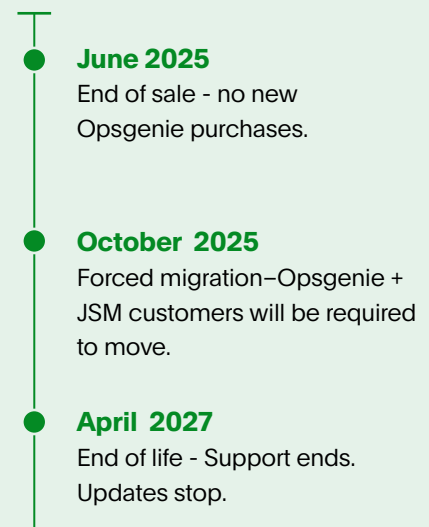 June 2025
End of sale - no new
Opsgenie purchases.
October  2025
Forced migration–Opsgenie +
JSM customers will be required
to move.
April  2027
End of life - Support ends.
Updates stop.